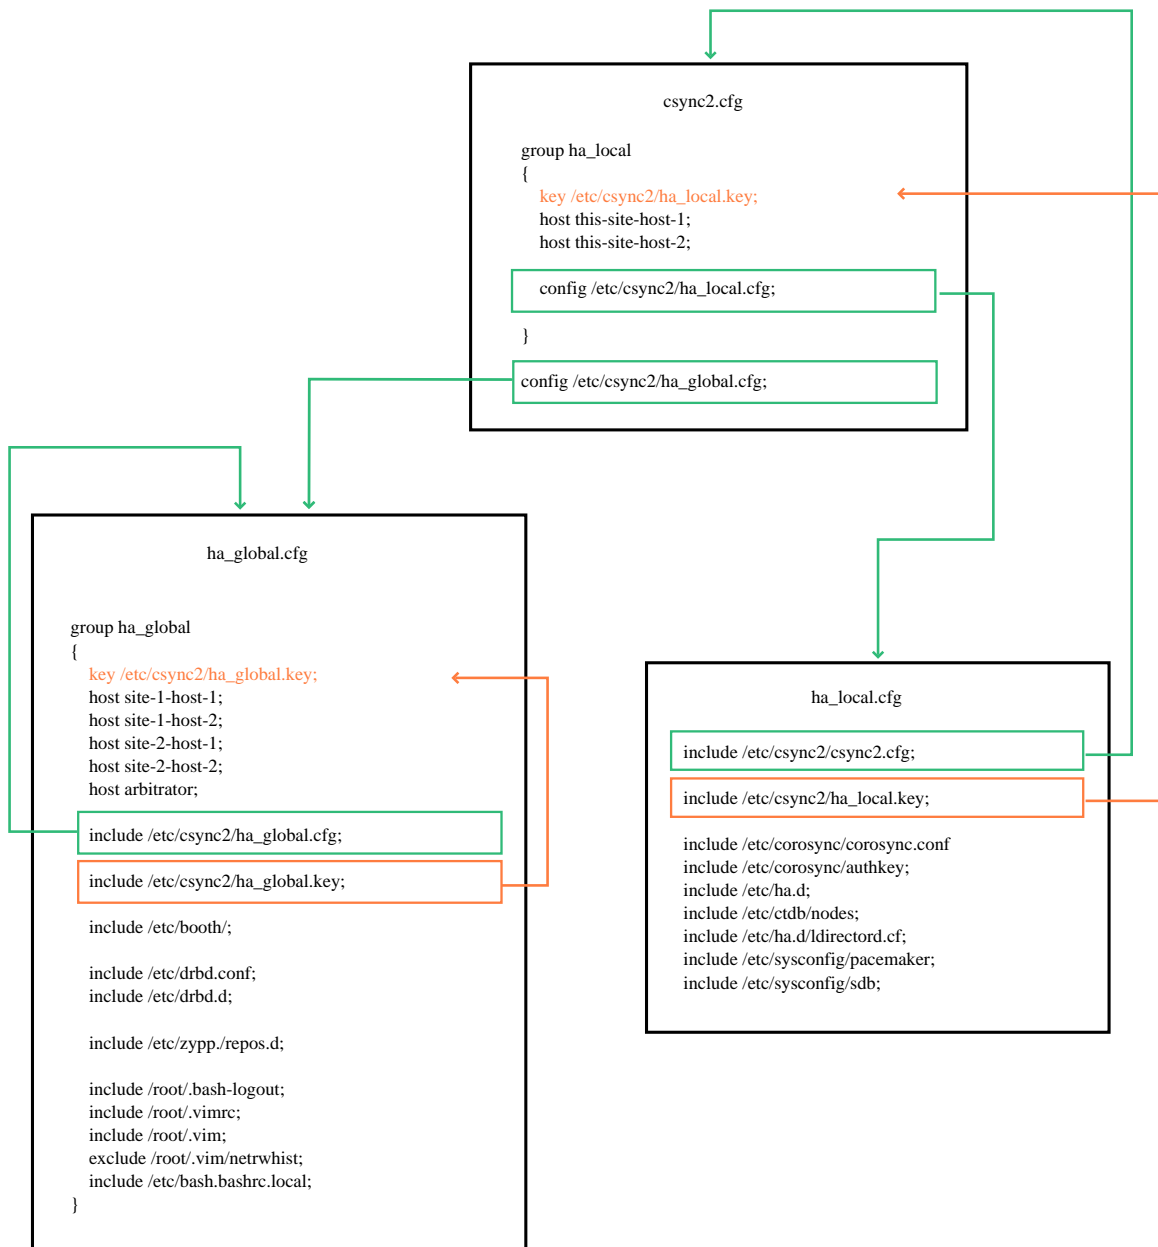 csync2.cfg
group ha_local
{
key /etc/csync2/ha_local.key;
host this-site-host-1;
host this-site-host-2;
config /etc/csync2/ha_local.cfg;
}
config /etc/csync2/ha_global.cfg;
ha_global.cfg
group ha_global
{
key /etc/csync2/ha_global.key;
host site-1-host-1;
host site-1-host-2;
host site-2-host-1;
host site-2-host-2;
host arbitrator;
include /etc/csync2/ha_global.cfg;
include /etc/csync2/ha_global.key;
include /etc/booth/;
include /etc/drbd.conf;
include /etc/drbd.d;
include /etc/zypp./repos.d;
include /root/.bash-logout;
include /root/.vimrc;
include /root/.vim;
exclude /root/.vim/netrwhist;
include /etc/bash.bashrc.local;
}
ha_local.cfg
include /etc/csync2/csync2.cfg;
include /etc/csync2/ha_local.key;
include /etc/corosync/corosync.conf
include /etc/corosync/authkey;
include /etc/ha.d;
include /etc/ctdb/nodes;
include /etc/ha.d/ldirectord.cf;
include /etc/sysconfig/pacemaker;
include /etc/sysconfig/sdb;